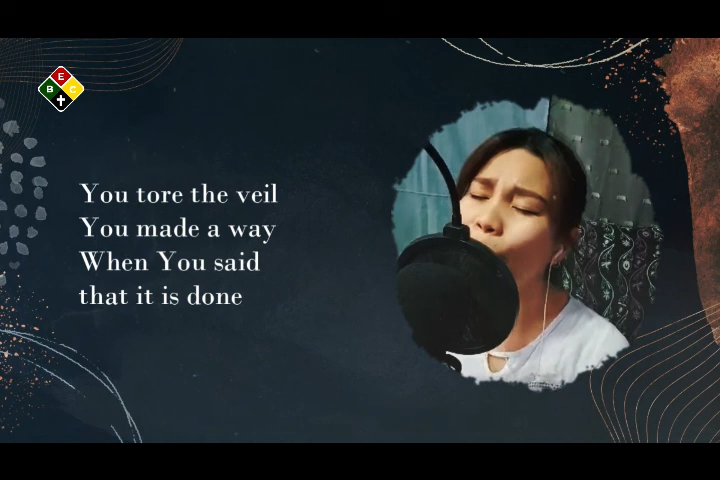 E
B C
You tore the veil
You made a way
When You said
that it is done